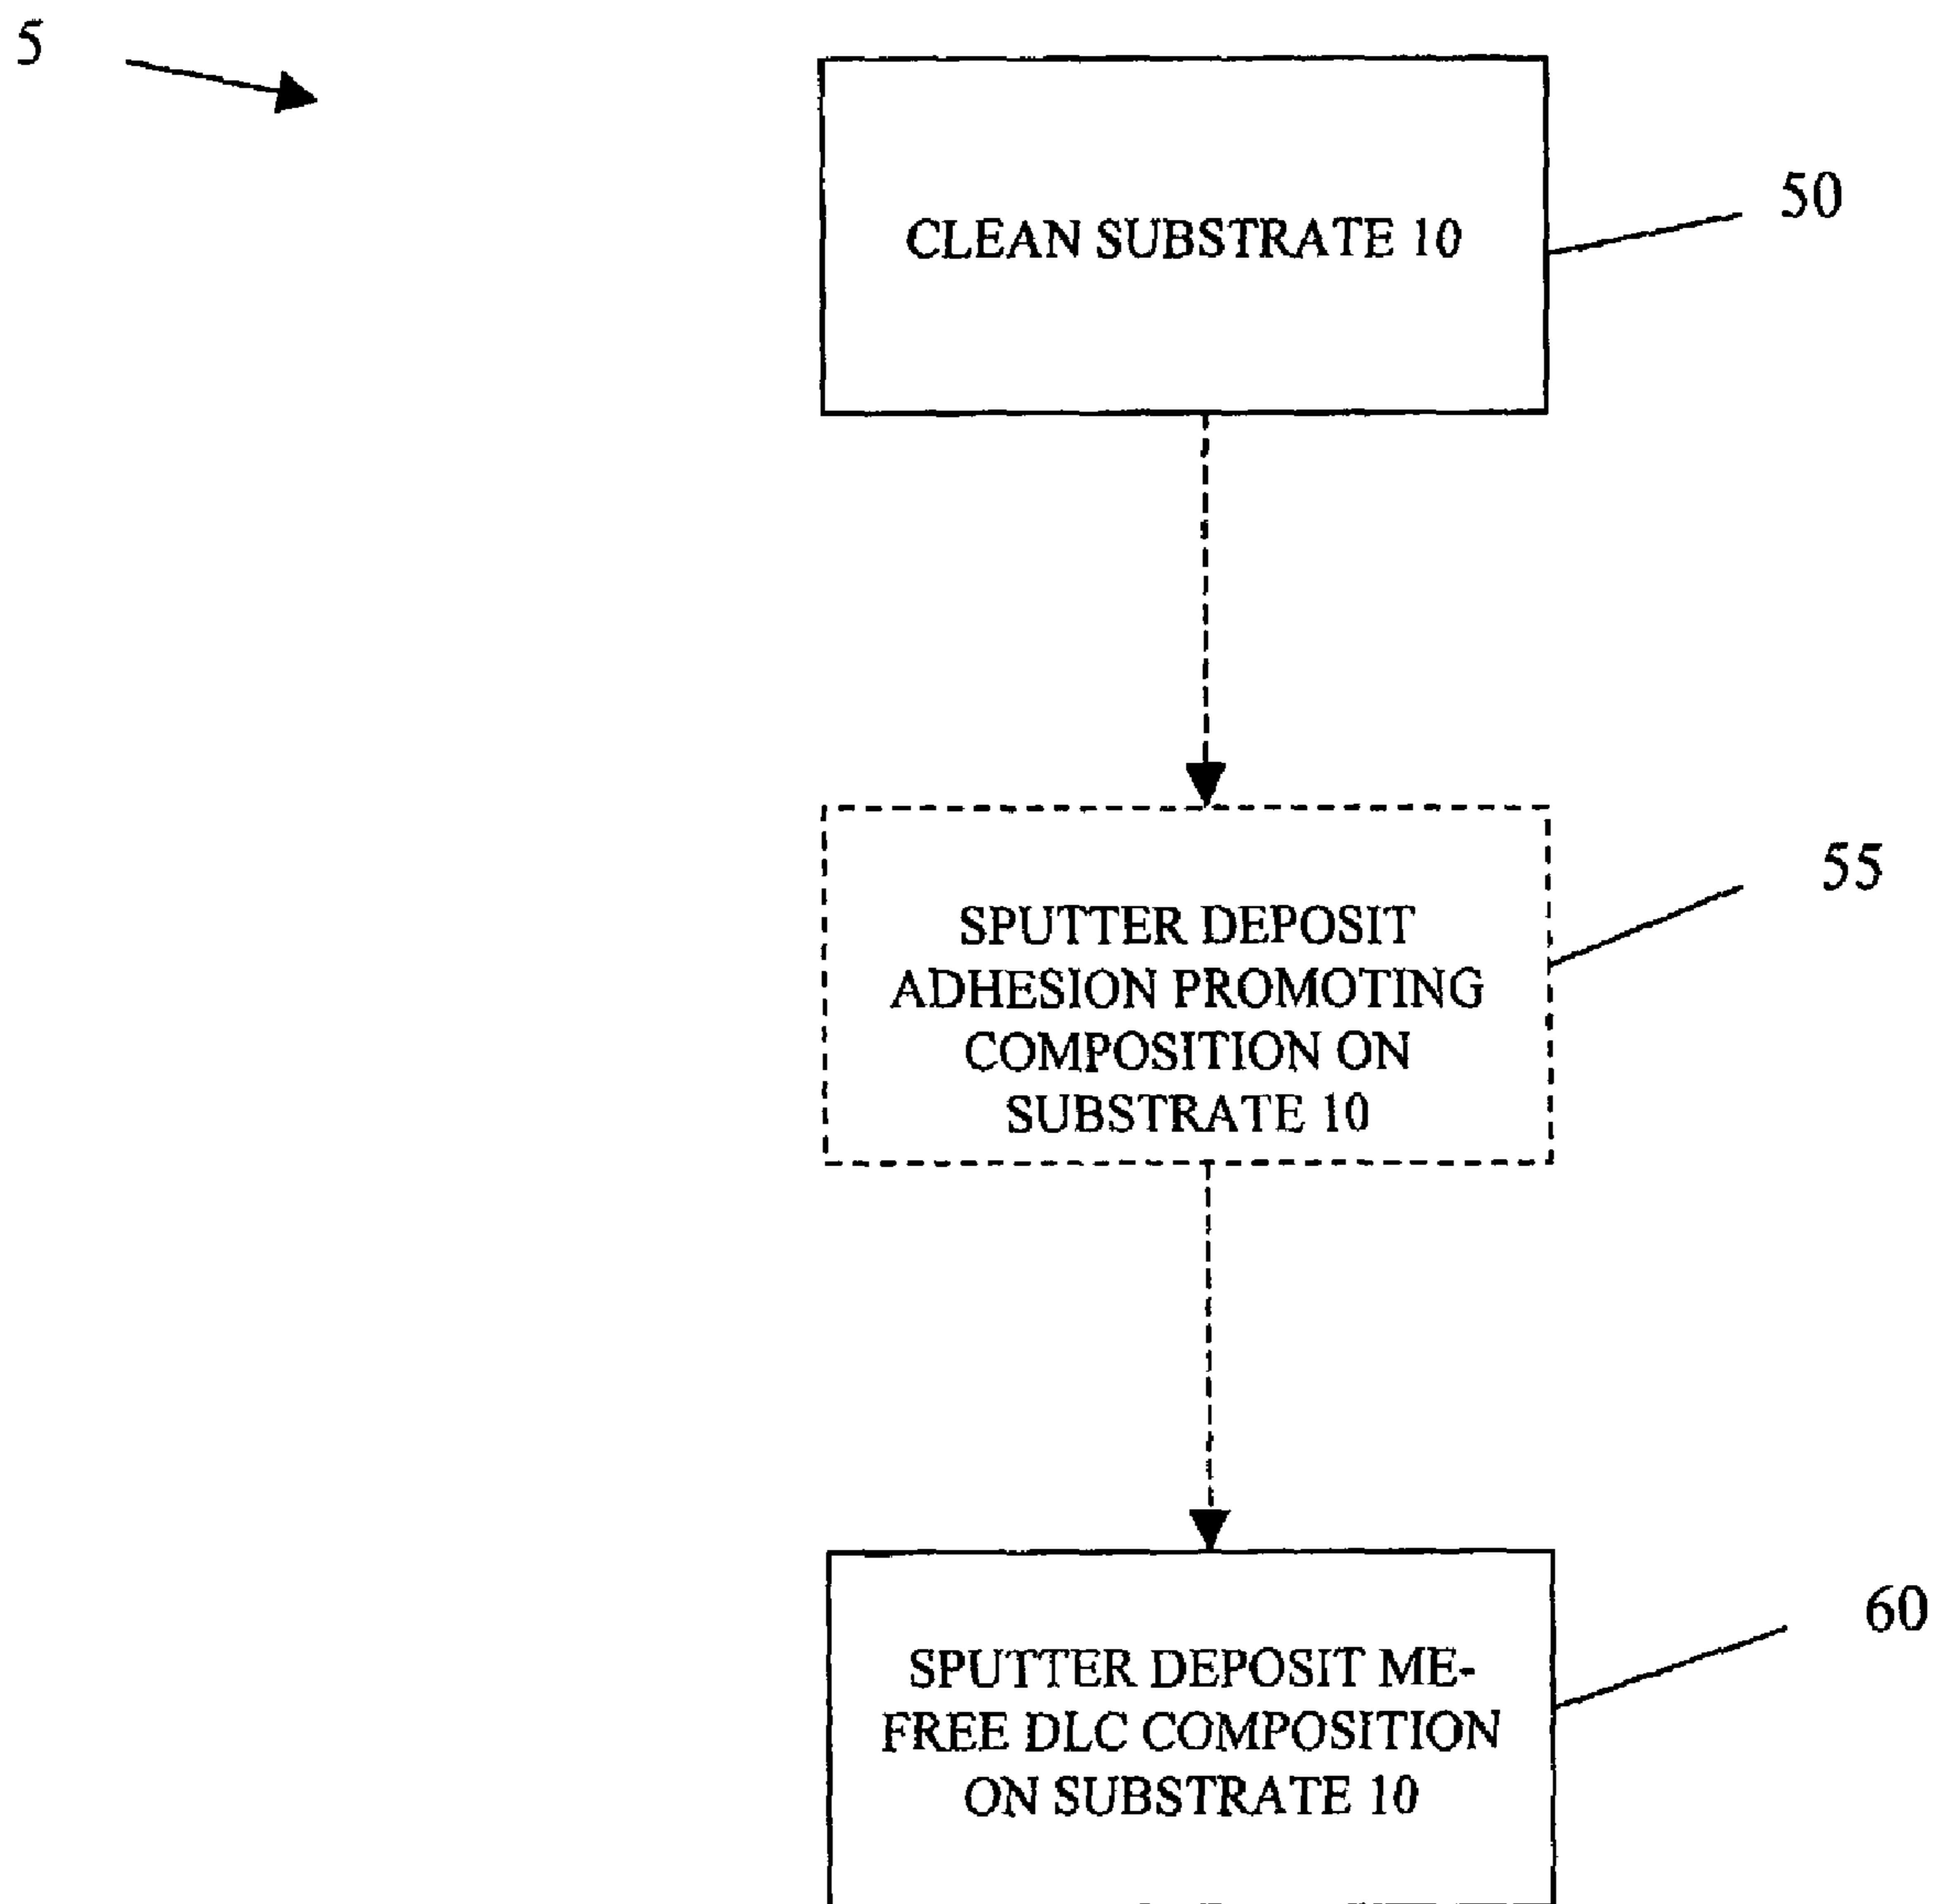 5
CLEAN SUBSTRATE 10
50
SPUTTER DEPOSIT
ADHESION PROMOTING
COMPOSITION ON
SUBSTRATE 10
55
SPUTTER DEPOSIT ME-
FREE DLC COMPOSITION
ON SUBSTRATE 10
60